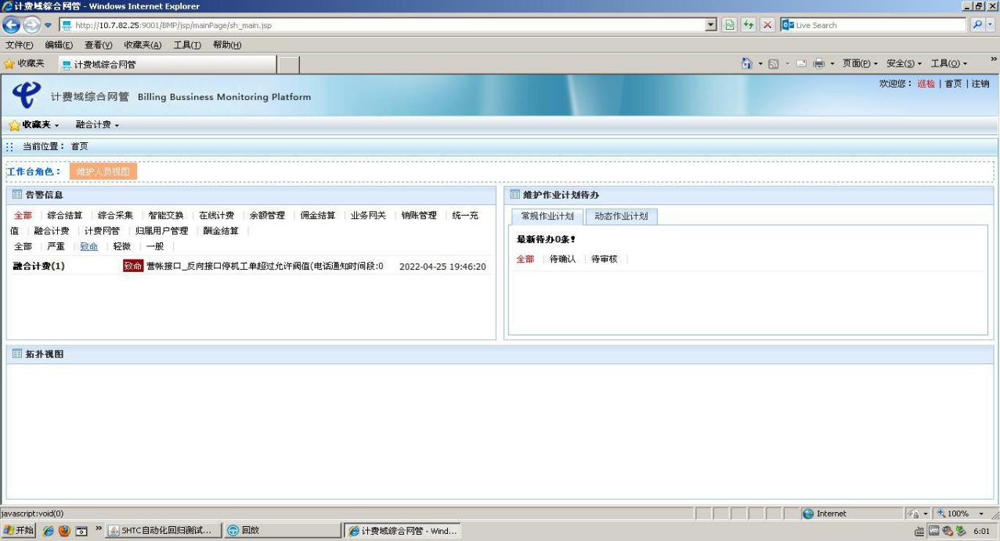 计费域综合网管 - Windows Internet Explorer
http://10.7.82.25:9001/BMP/jsp/mainPage/sh_main.jsp
Live Search
文件(F) 编辑(E) 查看(V) 收藏夹(A) 工具(T) 帮助(H)
收藏夹 计费域综合网管 页面(P) 安全(S) 工具(O) »
欢迎您： 巡检 | 首页 | 注销
计费域综合网管 Billing Bussiness Monitoring Platform
收藏夹 融合计费
当前位置： 首页
工作台角色： 维护人员视图
告警信息
全部 综合结算 综合采集 智能交换 在线计费 余额管理 佣金结算 业务网关 销账管理 统一充
值 融合计费 计费网管 归属用户管理 酬金结算
全部 严重 致命 轻微 一般
融合计费(1) 致命 营帐接口_反向接口停机工单超过允许阀值(电话通知时间段:0 2022-04-25 19:46:20
维护作业计划待办
常规作业计划 动态作业计划
最新待办0条!
全部 待确认 待审核
拓扑视图
javascript:void(0) Internet 100%
开始 » SHTC自动化回归测试... 回放 计费域综合网管 - Wind... 6:01